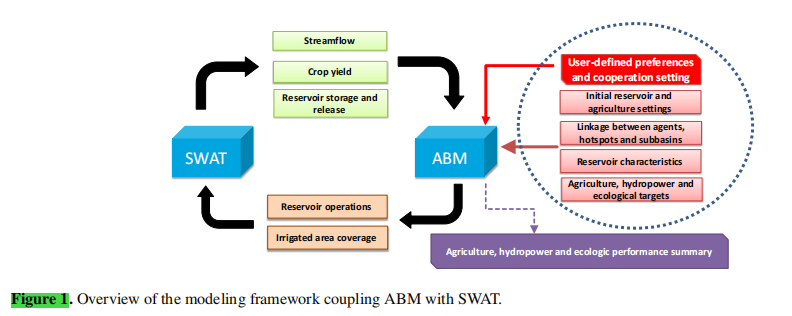 Streamflow
Crop yield
Reservoir storage and
release
SWAT
ABM
Reservoir operations
Irrigated area coverage
User-defined preferences
and cooperation setting
Initial reservoir and
agriculture settings
Linkage between agents,
hotspots and subbasins
Reservoir characteristics
Agriculture, hydropower and
ecological targets
Agriculture, hydropower and ecologic performance summary
Figure 1. Overview of the modeling framework coupling ABM with SWAT.